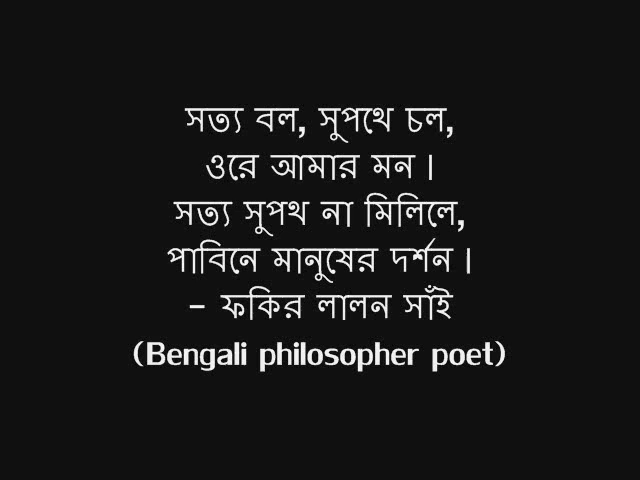 সত্য বল, সুপথে চল,
ওরে আমার মন।
সত্য সুপথ না মিলিলে,
পাবিনে মানুষের দর্শন।
- ফকির লালন সাঁই
(Bengali philosopher poet)